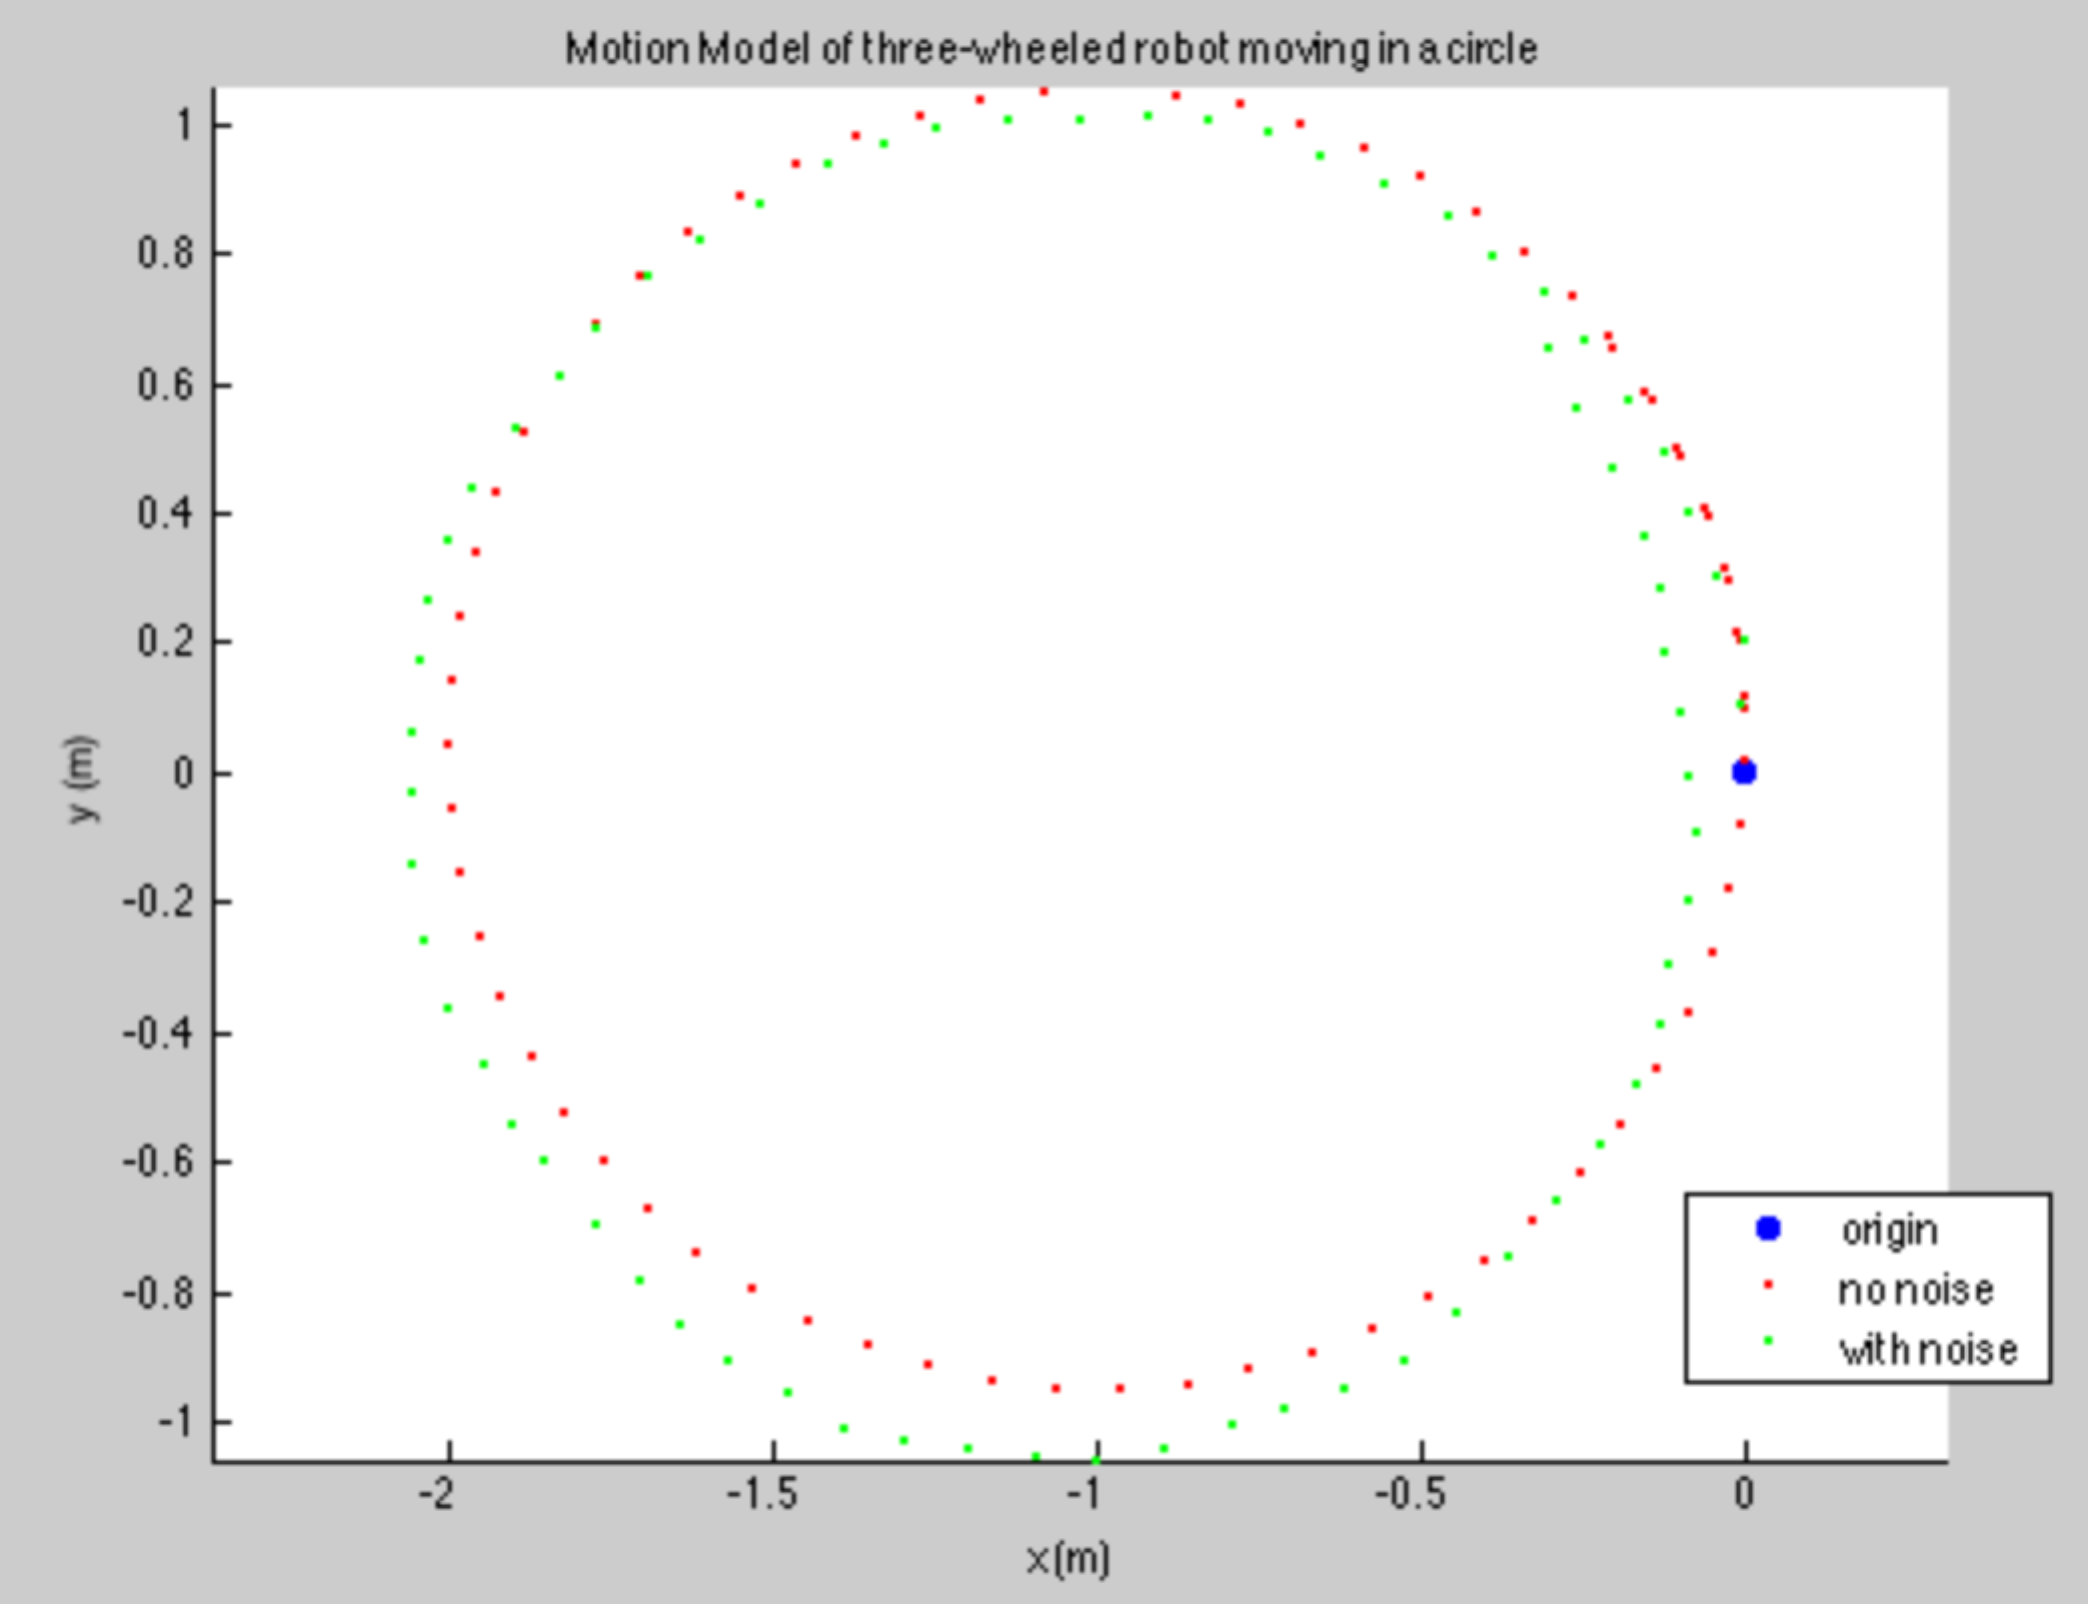 Motion Model of three-wheeled robot moving in a circle
1
0.8
0.6
0.4
0.2
0
-0.2
-0.4
-0.6
-0.8
-1
y (m)
-2
-1.5
-1
-0.5
0
x (m)
origin
no noise
with noise